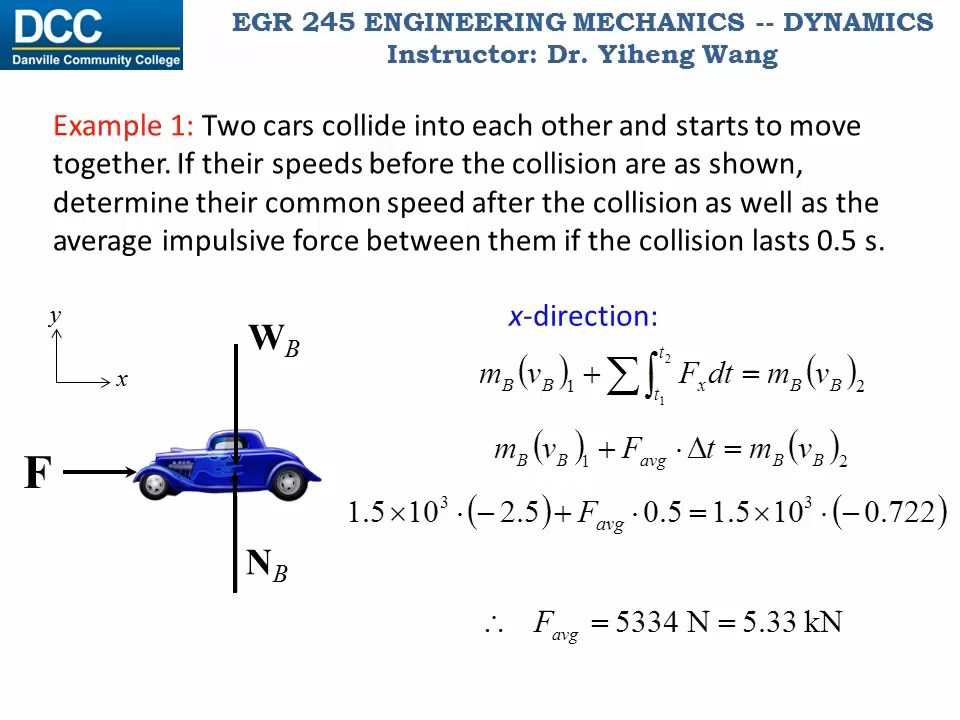 DCC
Danville Community College
EGR 245 ENGINEERING MECHANICS -- DYNAMICS
Instructor: Dr. Yiheng Wang
Example 1: Two cars collide into each other and starts to move
together. If their speeds before the collision are as shown,
determine their common speed after the collision as well as the
average impulsive force between them if the collision lasts 0.5 s.
y
x
W_B
F
N_B
x-direction:
m_B(v_B)_1 + ∑∫_{t_1}^{t_2} F_x dt = m_B(v_B)_2
m_B(v_B)_1 + F_avg · Δt = m_B(v_B)_2
1.5×10^3 · (−2.5) + F_avg · 0.5 = 1.5×10^3 · (−0.722)
∴ F_avg = 5334 N = 5.33 kN